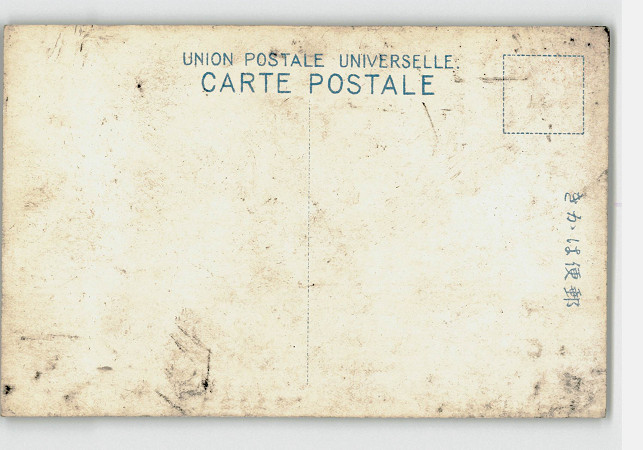 UNION POSTALE UNIVERSELLE.
CARTE POSTALE
郵便はかき